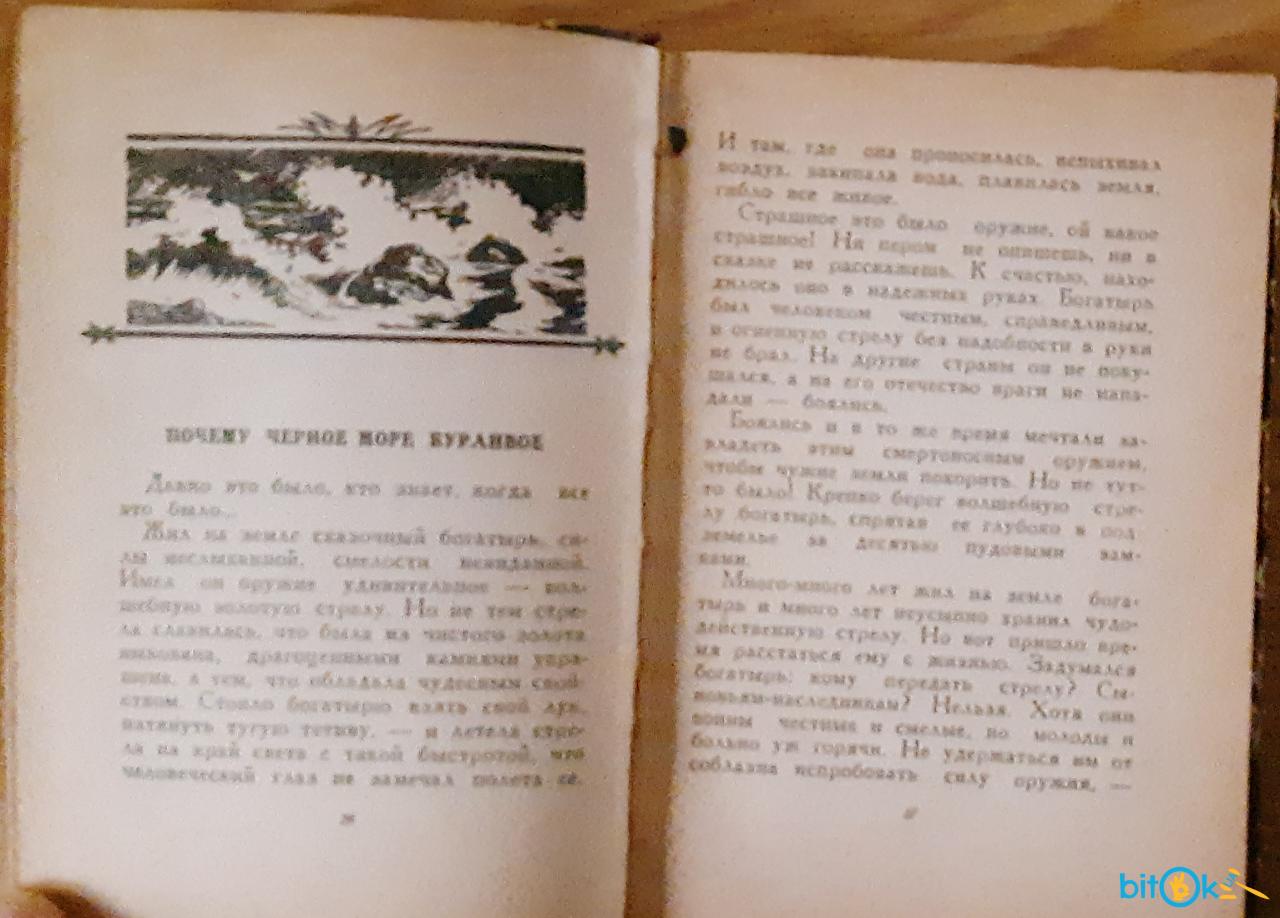 ПОЧЕМУ ЧЕРНОЕ МОРЕ БУРЛИВОЕ
Давно это было, кто знает, когда все
это было...
Жил на земле сказочный богатырь, си-
лы неслыханной, смелости невиданной.
Имел он оружие удивительное — вол-
шебную золотую стрелу. Но не тем стре-
ла славилась, что была из чистого золота
, драгоценными камнями укра-
шена, а тем, что обладала чудесным свой-
ством. Стоило богатырю взять свой лук,
натянуть тугую тетиву, — и летела стре-
ла на край света с такой быстротой, что
человеческий глаз не замечал полета ее.
И там, где она проносилась, вспыхивал
воздух, закипала вода, плавилась земля,
гибло все живое.
Страшное это было оружие, ой какое
страшное! Ни пером не опишешь, ни в
сказке не расскажешь. К счастью, нахо-
дилось оно в надежных руках. Богатырь
был человеком честным, справедливым,
и огненную стрелу без надобности в руки
не брал. На другие страны он не поку-
шался, а на его отечество враги не напа-
дали — боялись.
Боялись и в то же время мечтали за-
владеть этим смертоносным оружием,
чтобы чужие земли покорить. Но не тут-
то было! Крепко берег волшебную стре-
лу богатырь, спрятав ее глубоко в под
земелье за десятью пудовыми зам-
ками.
Много-много лет жил на земле бога-
тырь и много лет неусыпно хранил чудо-
действенную стрелу. Но вот пришло вре-
мя расстаться ему с жизнью. Задумался
богатырь: кому передать стрелу? Сы-
новьям-наследникам? Нельзя. Хотя они
воины честные и смелые, но молоды и
больно уж горячи. Не удержаться им от
соблазна испробовать силу оружия, —
bitOk